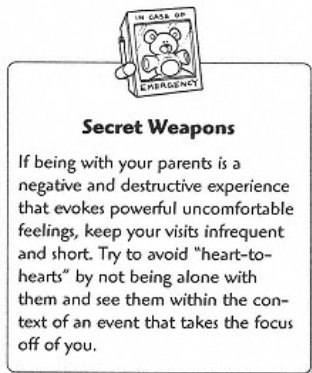 IN CASE OF
EMERGENCY
Secret Weapons
If being with your parents is a
negative and destructive experience
that evokes powerful uncomfortable
feelings, keep your visits infrequent
and short. Try to avoid "heart-to-
hearts" by not being alone with
them and see them within the con-
text of an event that takes the focus
off of you.